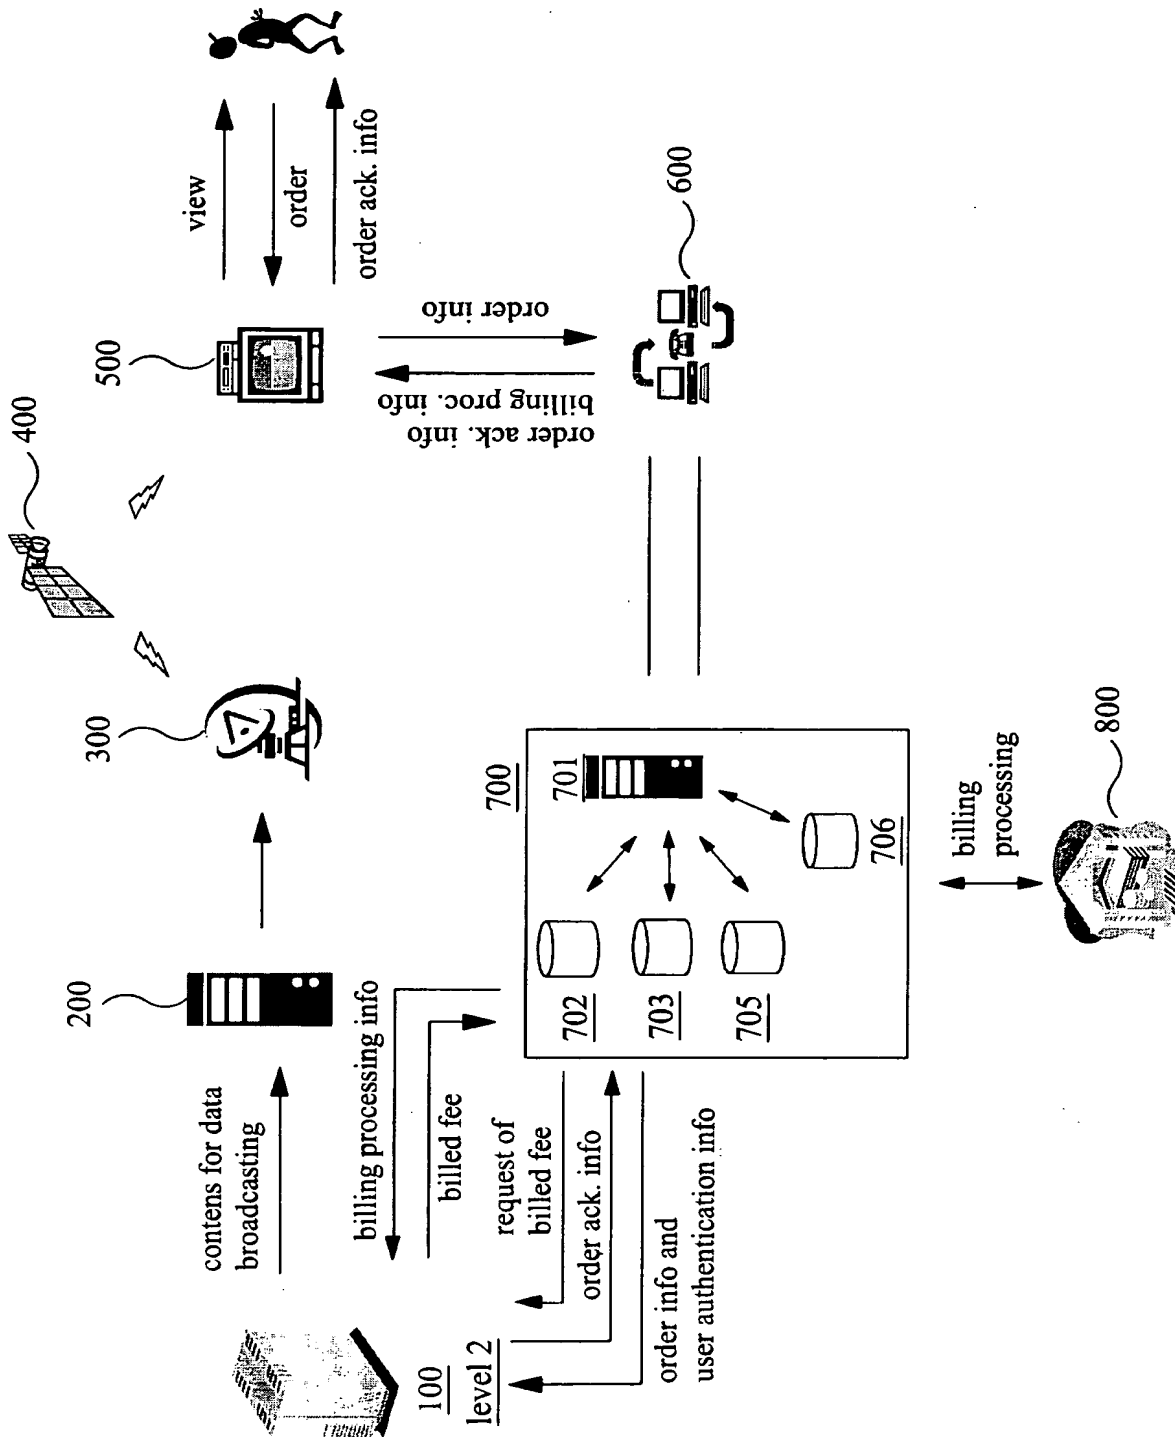 400
200
300
500
view
order
order ack. info
contens for data
broadcasting
order info
billing proc. info
order ack. info
billing processing info
billed fee
600
100
level 2
request of
billed fee
order ack. info
order info and
user authentication info
700
701
702
703
705
706
billing
processing
800